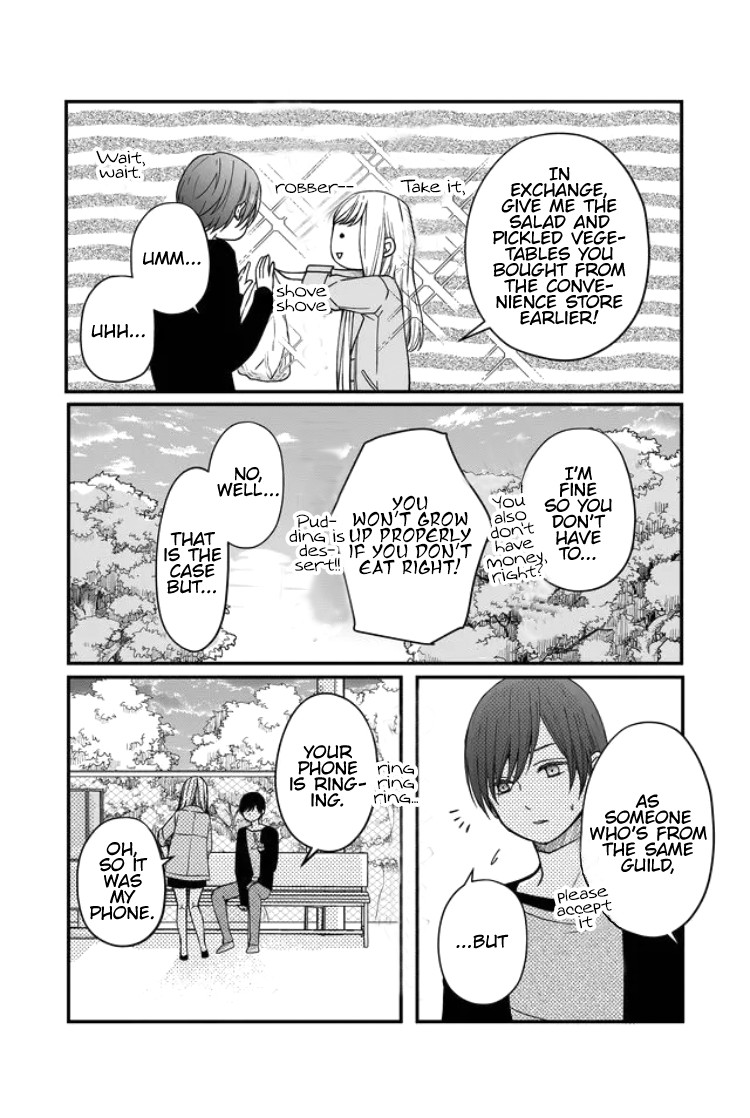 IN
EXCHANGE,
GIVE ME THE
SALAD AND
PICKLED VEGE-
TABLES YOU
BOUGHT FROM
THE CONVE-
NIENCE STORE
EARLIER!
Take it,
robber--
shove
shove
Wait,
wait.
UMM...
UHH...
I'M
FINE
SO YOU
DON'T
HAVE
TO...
You
also
don't
have
money,
right?
YOU
WON'T GROW
UP PROPERLY
IF YOU DON'T
EAT RIGHT!
Pud-
ding is
des-
sert!!
NO,
WELL...
THAT
IS THE
CASE
BUT...
AS
SOMEONE
WHO'S FROM
THE SAME
GUILD,
please
accept
it
...BUT
ring
ring
ring...
YOUR
PHONE
IS RING-
ING.
OH,
SO IT
WAS
MY
PHONE.